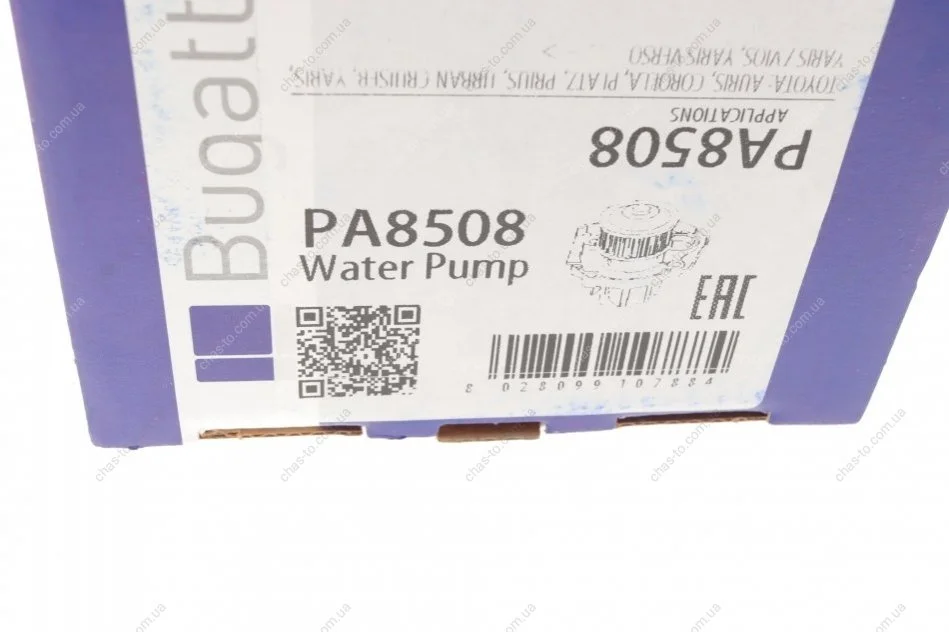 Bugatt
YARIS / VIOS, YARIS VERSO
TOYOTA: AURIS, COROLLA, PLATZ, PRIUS, URBAN CRUISER, YARIS,
APPLICATIONS
PA8508
PA8508
Water Pump
EAC
8 028099 107884
chas-to.com.ua